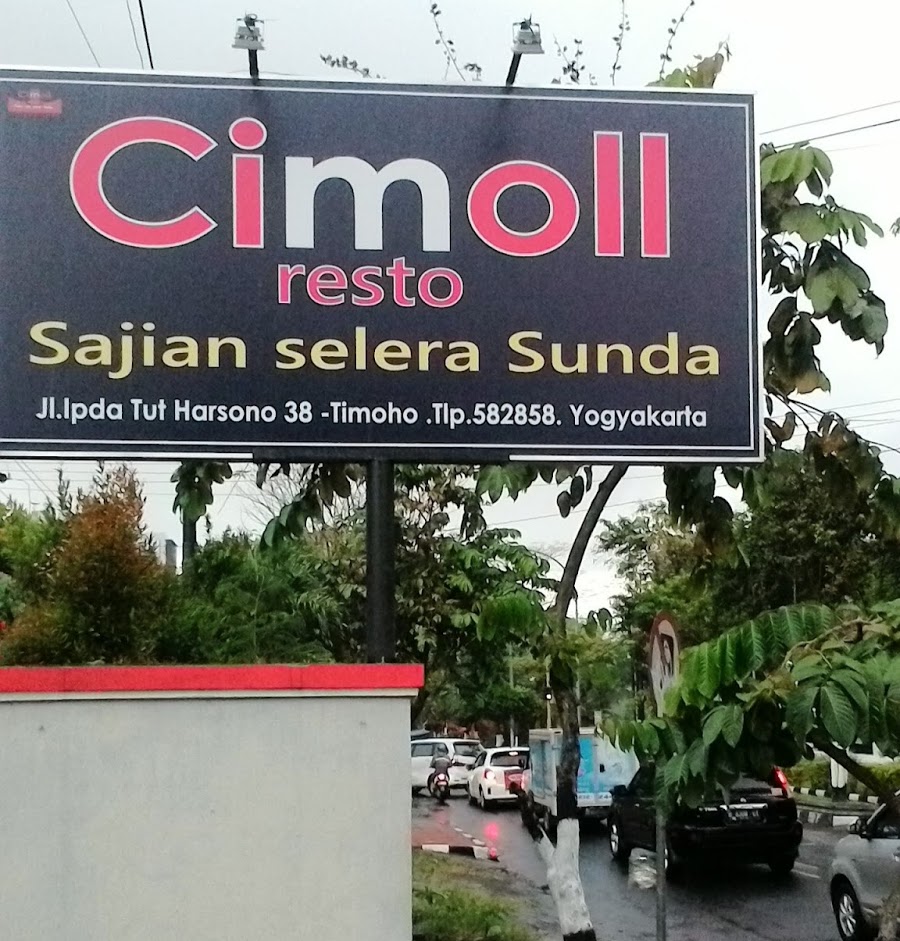 Cimoll
resto
Sajian selera Sunda
Jl.Ipda Tut Harsono 38 -Timoho .Tlp.582858. Yogyakarta